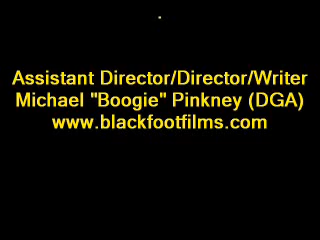 Assistant Director/Director/Writer
Michael "Boogie" Pinkney (DGA)
www.blackfootfilms.com